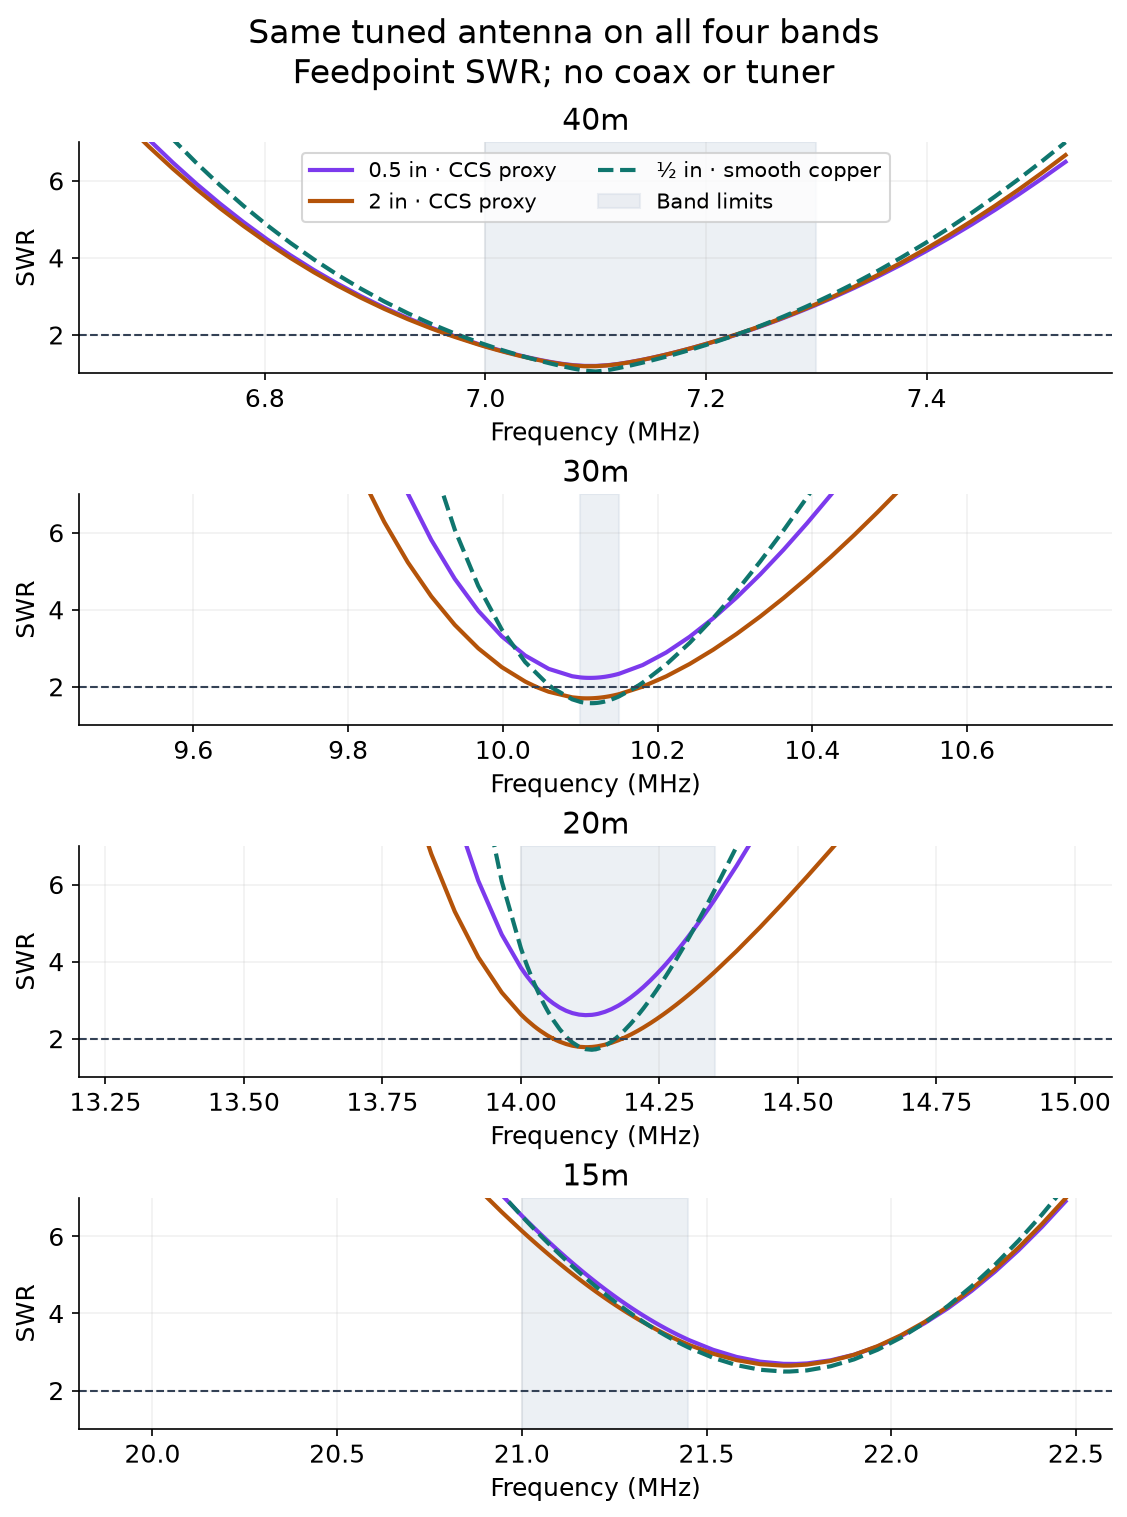 Same tuned antenna on all four bands
Feedpoint SWR; no coax or tuner
40m
0.5 in · CCS proxy
2 in · CCS proxy
½ in · smooth copper
Band limits
SWR
6
4
2
6.8 7.0 7.2 7.4
Frequency (MHz)
30m
SWR
6
4
2
9.6 9.8 10.0 10.2 10.4 10.6
Frequency (MHz)
20m
SWR
6
4
2
13.25 13.50 13.75 14.00 14.25 14.50 14.75 15.00
Frequency (MHz)
15m
SWR
6
4
2
20.0 20.5 21.0 21.5 22.0 22.5
Frequency (MHz)